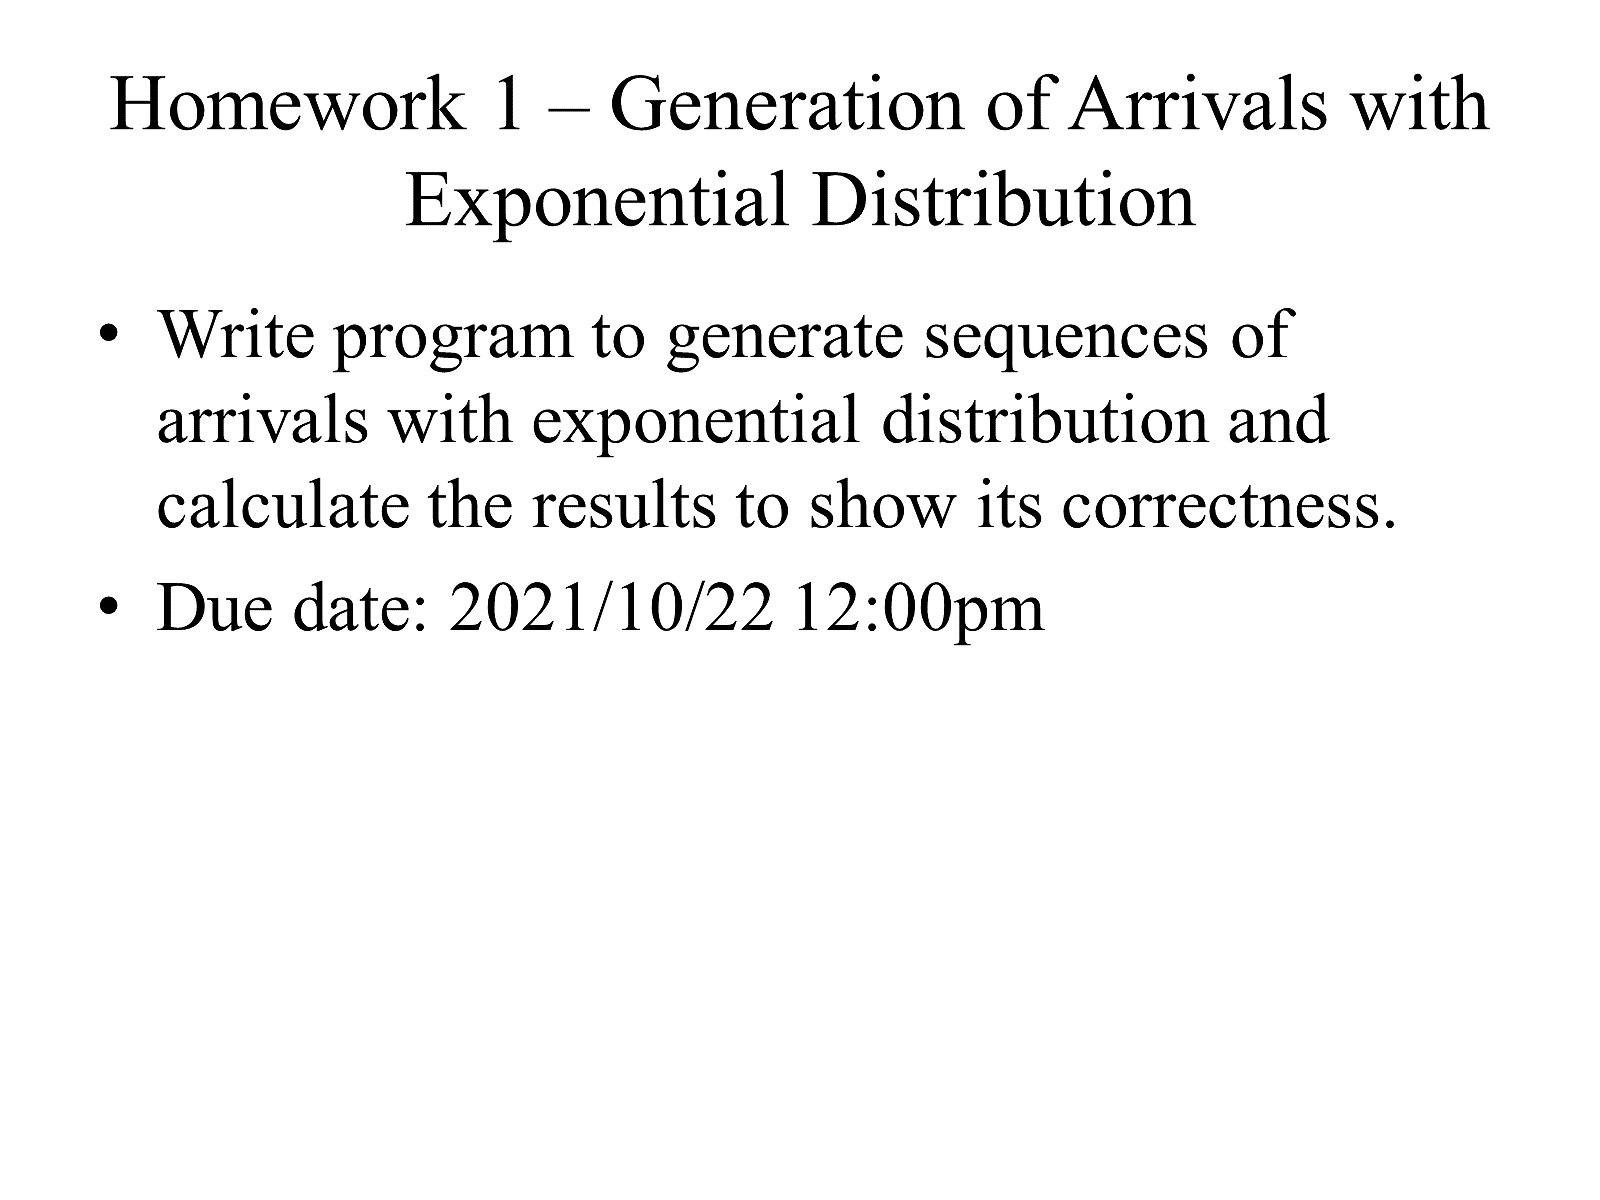 Homework 1 – Generation of Arrivals with
Exponential Distribution
• Write program to generate sequences of
arrivals with exponential distribution and
calculate the results to show its correctness.
• Due date: 2021/10/22 12:00pm